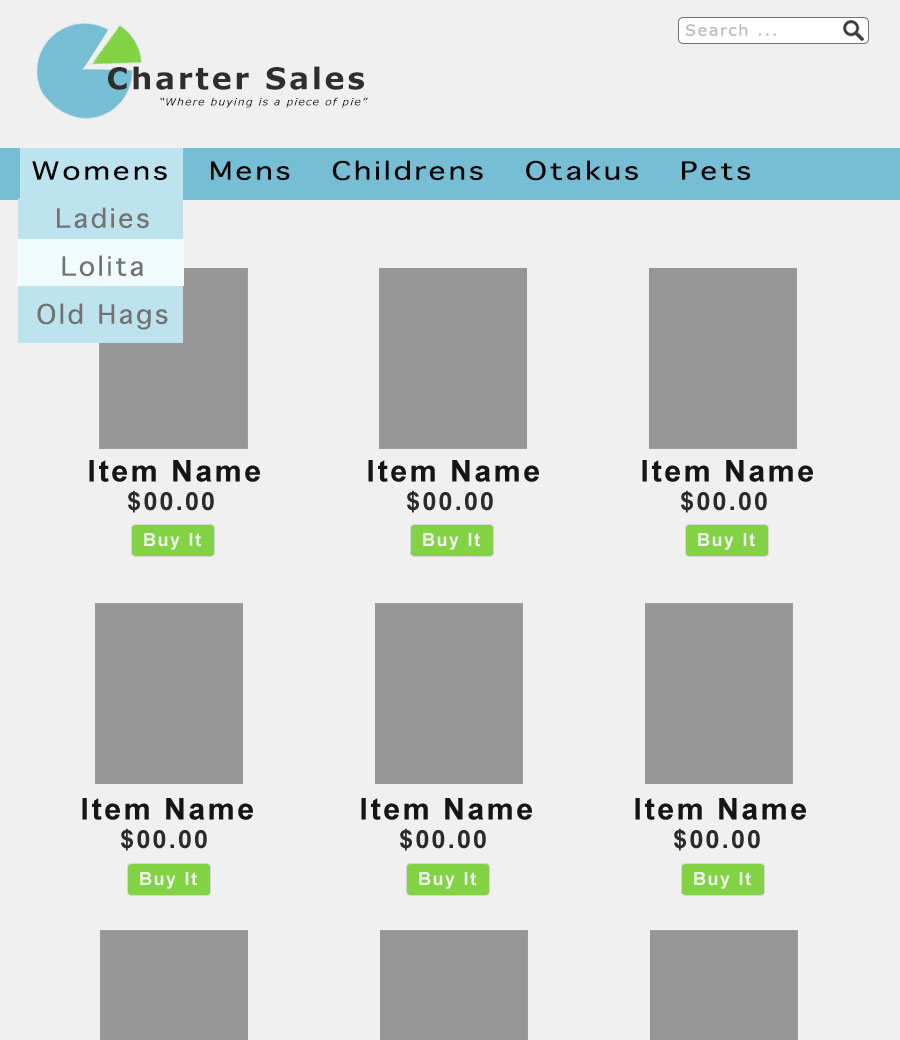 Search ...
Charter Sales
“Where buying is a piece of pie”
Womens Mens Childrens Otakus Pets
Ladies
Lolita
Old Hags
Item Name Item Name Item Name
$00.00 $00.00 $00.00
Buy It Buy It Buy It
Item Name Item Name Item Name
$00.00 $00.00 $00.00
Buy It Buy It Buy It